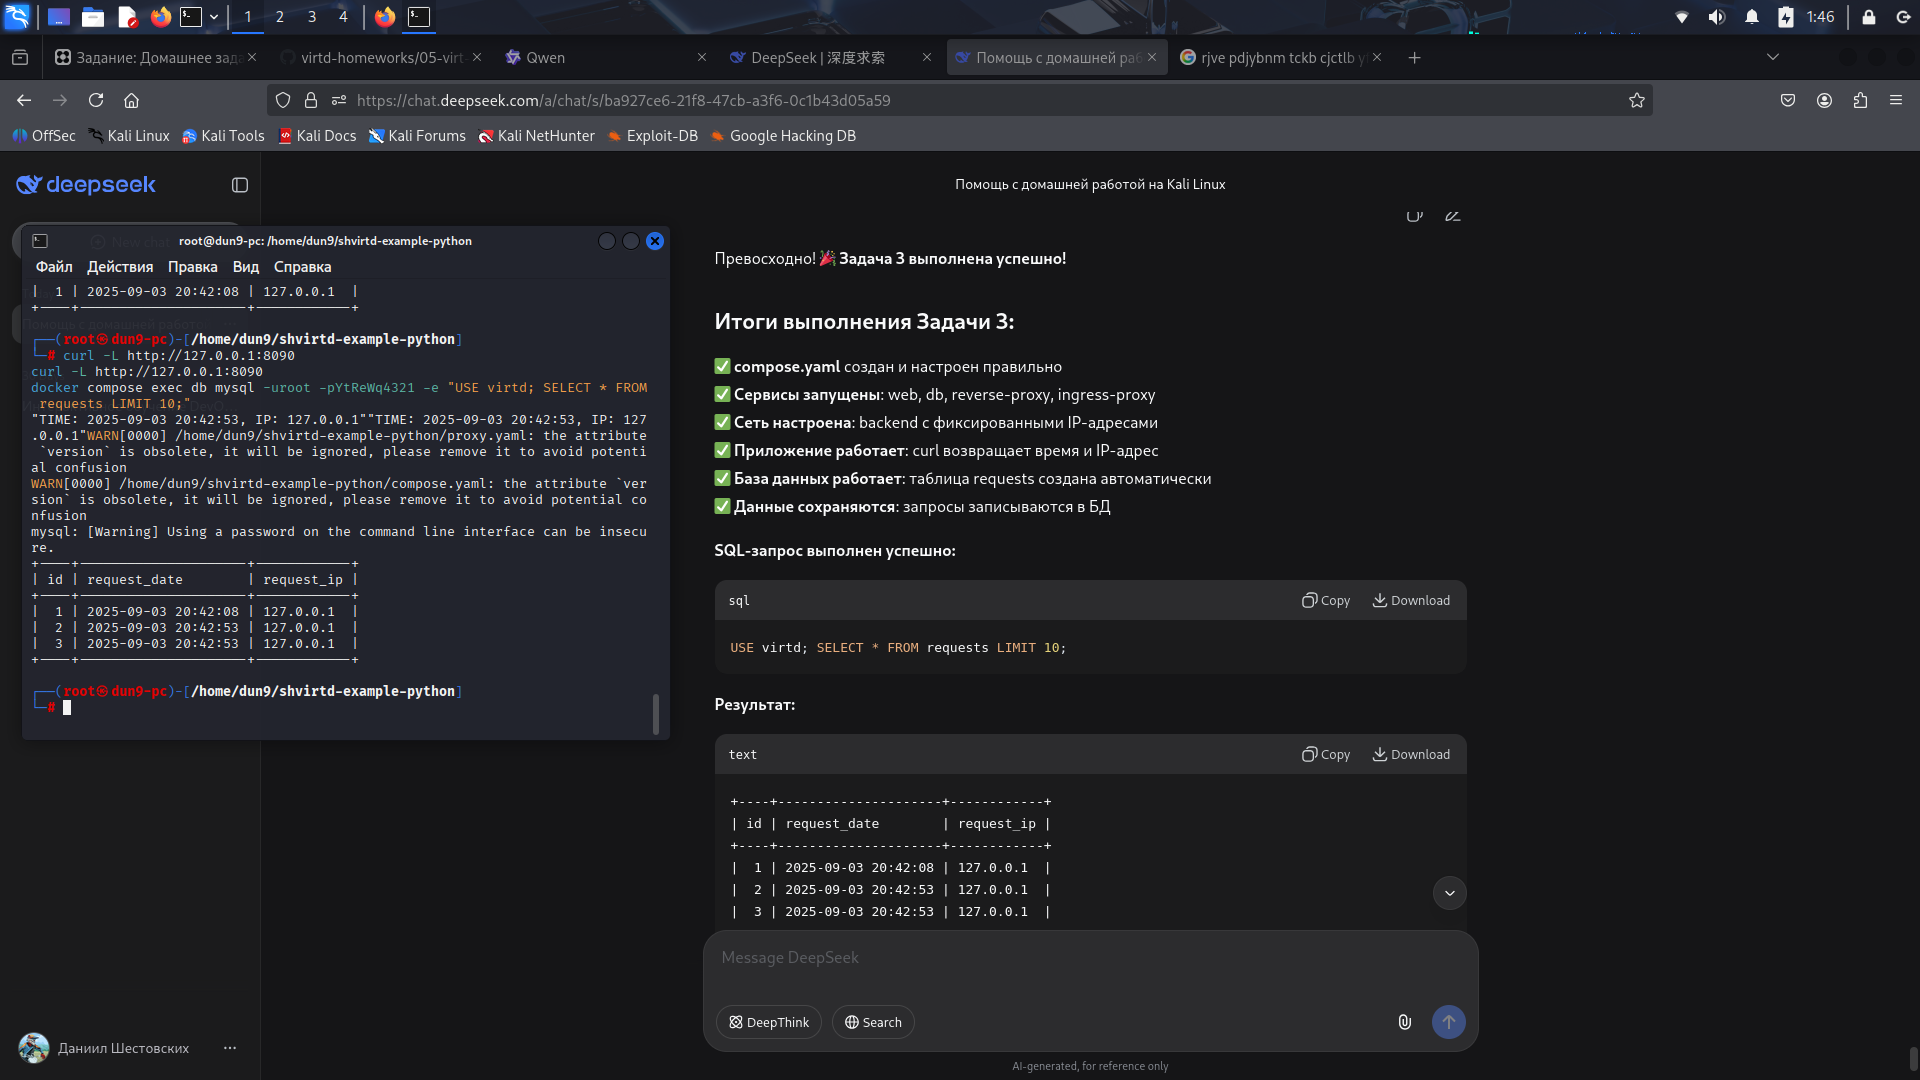 1 2 3 4 1:46
Задание: Домашнее зада
virtd-homeworks/05-virt
Qwen
DeepSeek | 深度求索
Помощь с домашней раб
rjve pdjybnm tckb cjctlb y
https://chat.deepseek.com/a/chat/s/ba927ce6-21f8-47cb-a3f6-0c1b43d05a59
OffSec Kali Linux Kali Tools Kali Docs Kali Forums Kali NetHunter Exploit-DB Google Hacking DB
deepseek
New chat
Помощь с домашней работой на Kali Linux
root@dun9-pc: /home/dun9/shvirtd-example-python
Файл Действия Правка Вид Справка
| 1 | 2025-09-03 20:42:08 | 127.0.0.1 |
+----+---------------------+------------+
┌──(root㉿dun9-pc)-[/home/dun9/shvirtd-example-python]
└─# curl -L http://127.0.0.1:8090
curl -L http://127.0.0.1:8090
docker compose exec db mysql -uroot -pYtReWq4321 -e "USE virtd; SELECT * FROM
requests LIMIT 10;"
"TIME: 2025-09-03 20:42:53, IP: 127.0.0.1""TIME: 2025-09-03 20:42:53, IP: 127
.0.0.1"WARN[0000] /home/dun9/shvirtd-example-python/proxy.yaml: the attribute
`version` is obsolete, it will be ignored, please remove it to avoid potenti
al confusion
WARN[0000] /home/dun9/shvirtd-example-python/compose.yaml: the attribute `ver
sion` is obsolete, it will be ignored, please remove it to avoid potential co
nfusion
mysql: [Warning] Using a password on the command line interface can be insecu
re.
+----+---------------------+------------+
| id | request_date | request_ip |
+----+---------------------+------------+
| 1 | 2025-09-03 20:42:08 | 127.0.0.1 |
| 2 | 2025-09-03 20:42:53 | 127.0.0.1 |
| 3 | 2025-09-03 20:42:53 | 127.0.0.1 |
+----+---------------------+------------+
┌──(root㉿dun9-pc)-[/home/dun9/shvirtd-example-python]
└─#
Превосходно! 🎉 Задача 3 выполнена успешно!
Итоги выполнения Задачи 3:
✅ compose.yaml создан и настроен правильно
✅ Сервисы запущены: web, db, reverse-proxy, ingress-proxy
✅ Сеть настроена: backend с фиксированными IP-адресами
✅ Приложение работает: curl возвращает время и IP-адрес
✅ База данных работает: таблица requests создана автоматически
✅ Данные сохраняются: запросы записываются в БД
SQL-запрос выполнен успешно:
sql Copy Download
USE virtd; SELECT * FROM requests LIMIT 10;
Результат:
text Copy Download
+----+---------------------+------------+
| id | request_date | request_ip |
+----+---------------------+------------+
| 1 | 2025-09-03 20:42:08 | 127.0.0.1 |
| 2 | 2025-09-03 20:42:53 | 127.0.0.1 |
| 3 | 2025-09-03 20:42:53 | 127.0.0.1 |
Message DeepSeek
DeepThink Search
AI-generated, for reference only
Даниил Шестовских